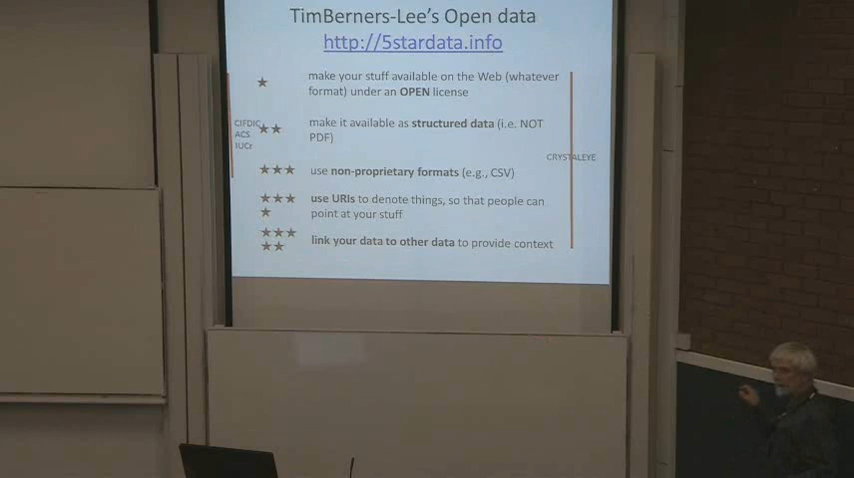 TimBerners-Lee's Open data
http://5stardata.info
★ make your stuff available on the Web (whatever
format) under an OPEN license
CIFDIC
ACS
IUCr
★★ make it available as structured data (i.e. NOT
PDF)
CRYSTALEYE
★★★ use non-proprietary formats (e.g., CSV)
★★★
★
use URIs to denote things, so that people can
point at your stuff
★★★
★★
link your data to other data to provide context